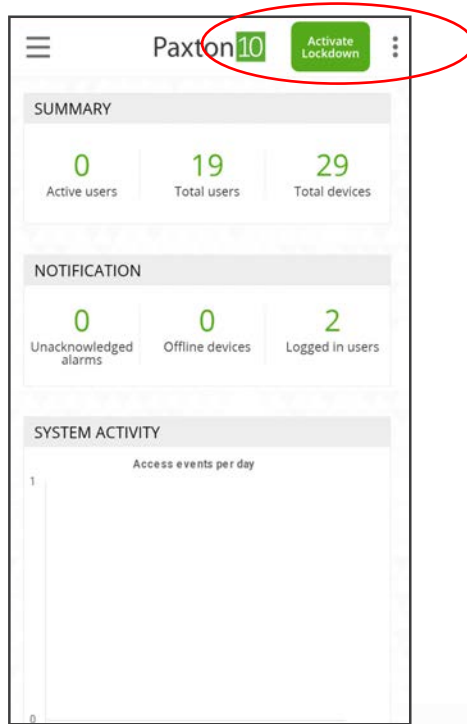 Paxton10
Activate
Lockdown
SUMMARY
0 19 29
Active users Total users Total devices
NOTIFICATION
0 0 2
Unacknowledged Offline devices Logged in users
alarms
SYSTEM ACTIVITY
Access events per day
1
0